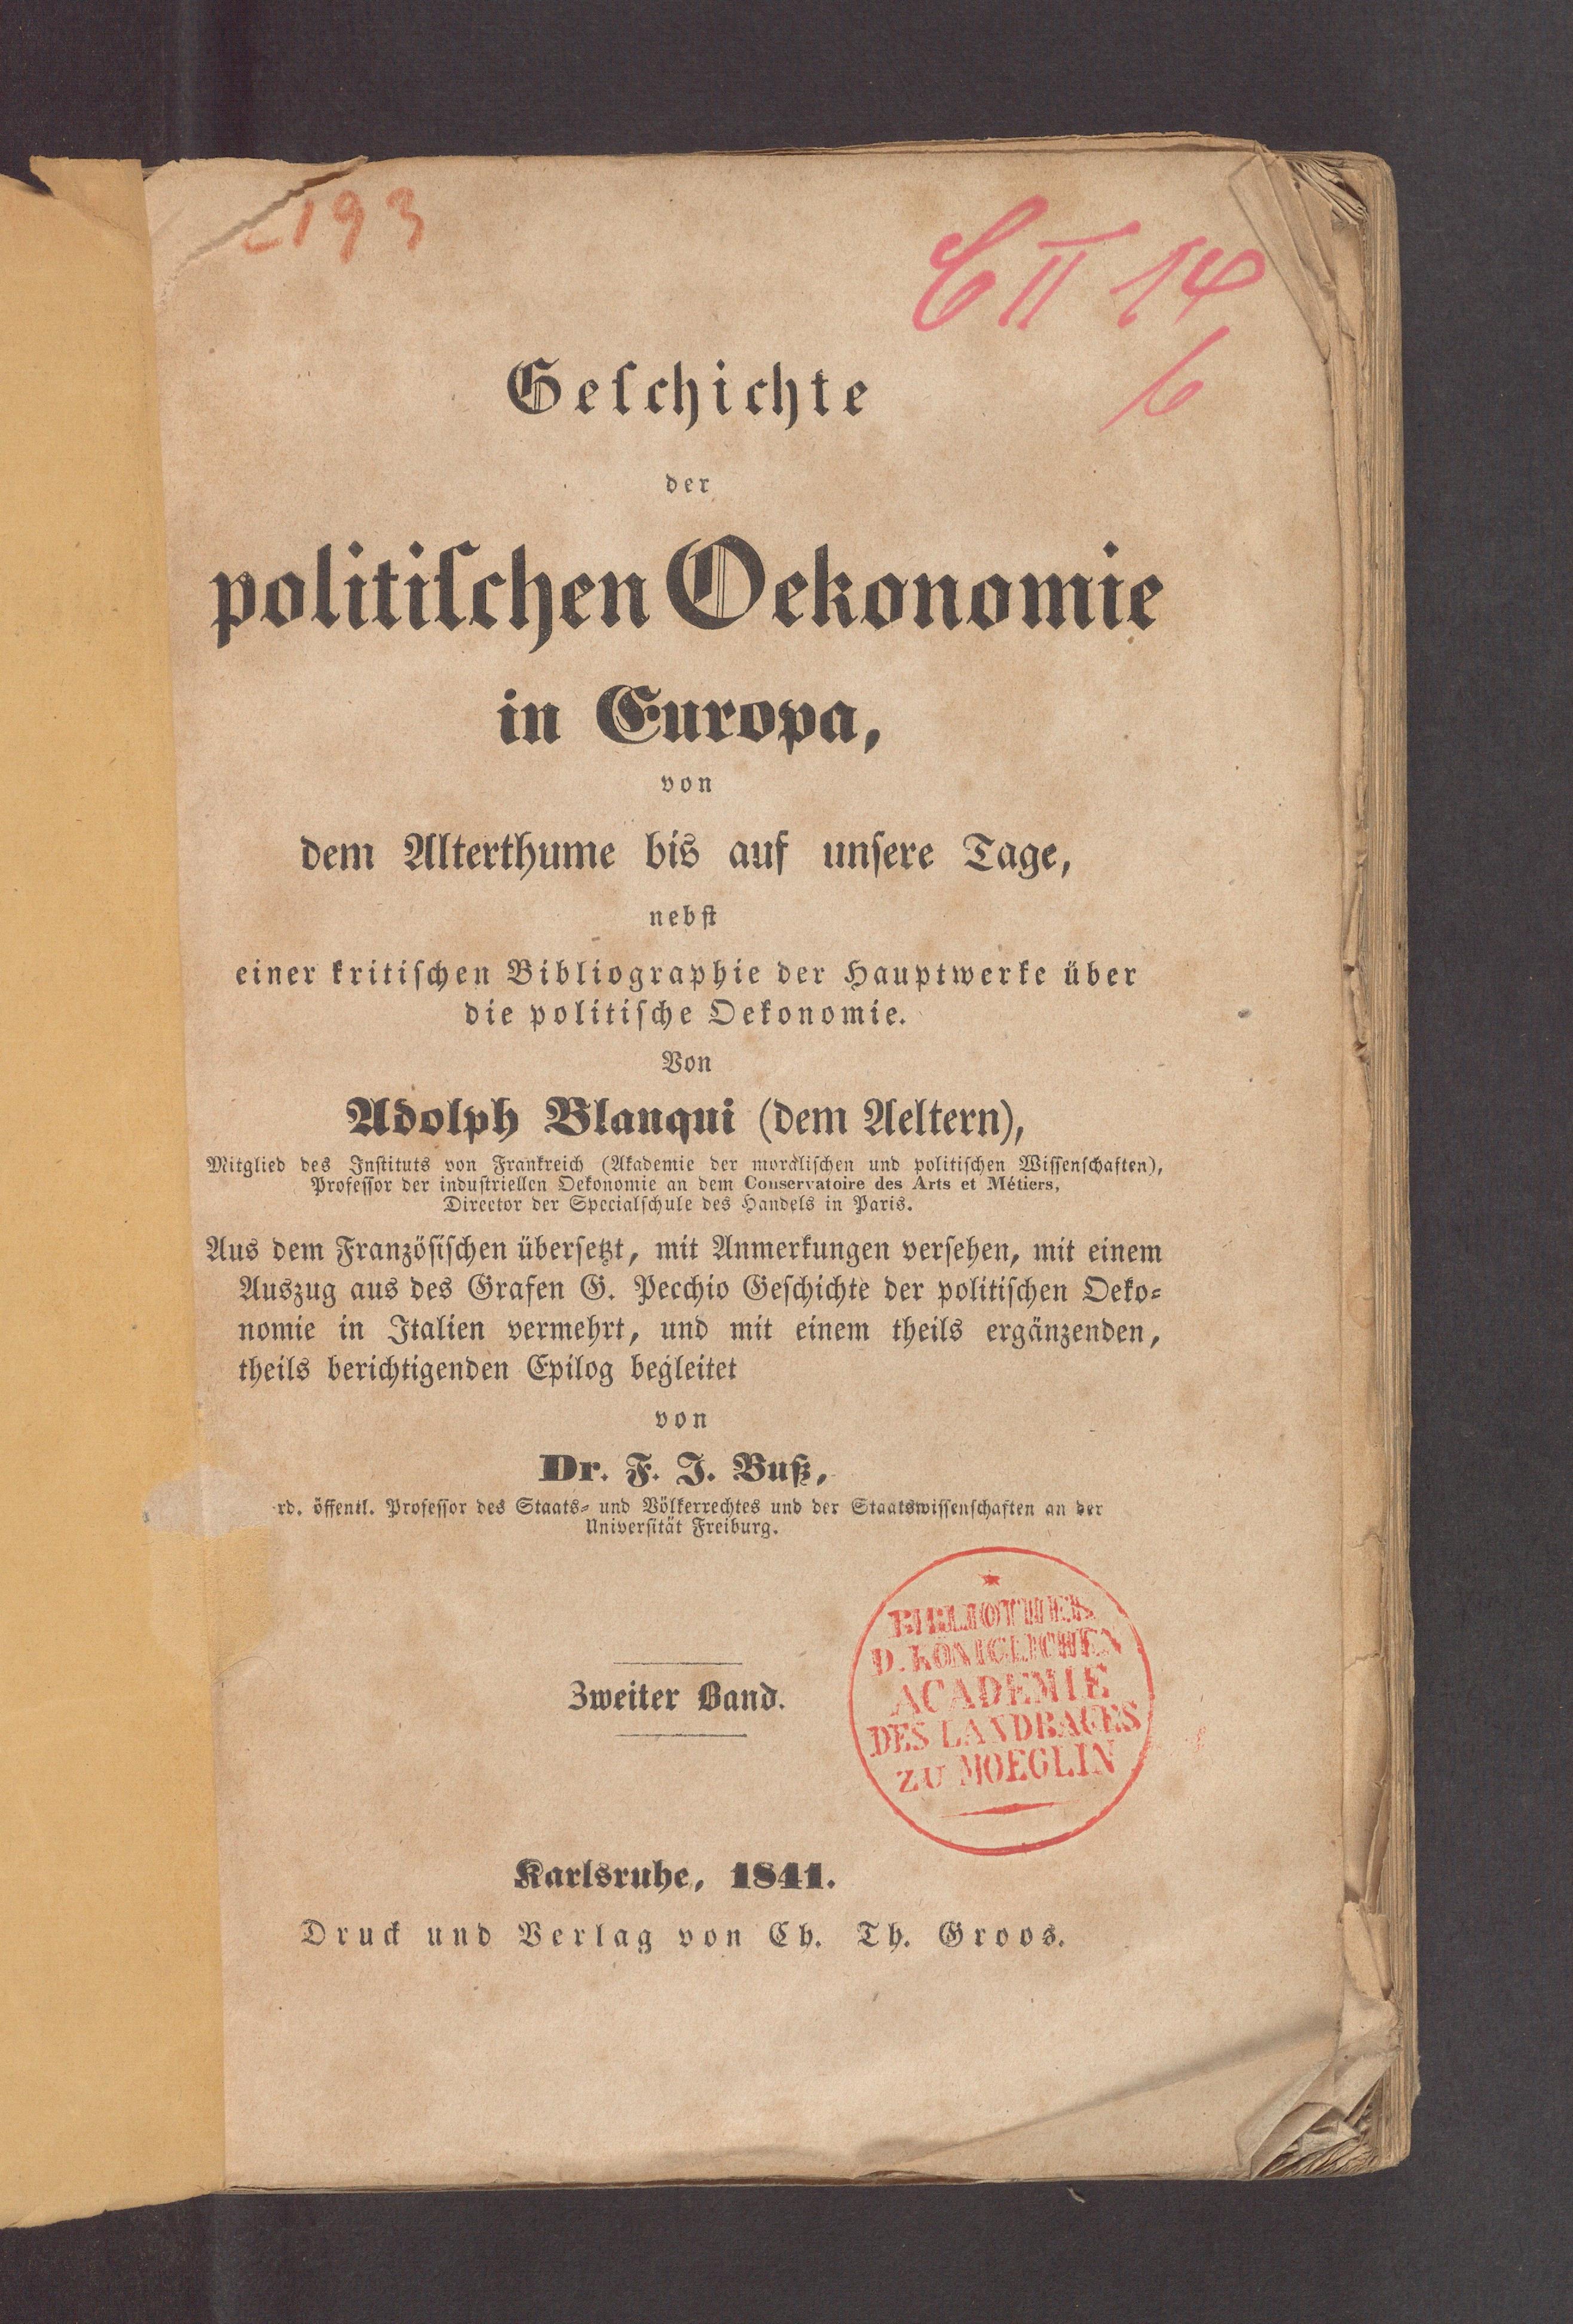 193
C II 14
b
Geſchichte
der
politiſchen Oekonomie
in Europa,
von
dem Alterthume bis auf unſere Tage,
nebſt
einer kritiſchen Bibliographie der Hauptwerke über
die politiſche Oekonomie.
Von
Adolph Blanqui (dem Aeltern),
Mitglied des Inſtituts von Frankreich (Akademie der moraliſchen und politiſchen Wiſſenſchaften),
Profeſſor der induſtriellen Oekonomie an dem Conservatoire des Arts et Métiers,
Director der Specialſchule des Handels in Paris.
Aus dem Franzöſiſchen überſetzt, mit Anmerkungen verſehen, mit einem
Auszug aus des Grafen G. Pecchio Geſchichte der politiſchen Oeko-
nomie in Italien vermehrt, und mit einem theils ergänzenden,
theils berichtigenden Epilog begleitet
von
Dr. F. J. Buß,
rd. öffentl. Profeſſor des Staats- und Völkerrechtes und der Staatswiſſenſchaften an der
Univerſität Freiburg.
Zweiter Band.
BIBLIOTHEK
D. KÖNIGLICHEN
ACADEMIE
DES LANDBAUES
ZU MOEGLIN
Karlsruhe, 1841.
Druck und Verlag von Ch. Th. Groos.